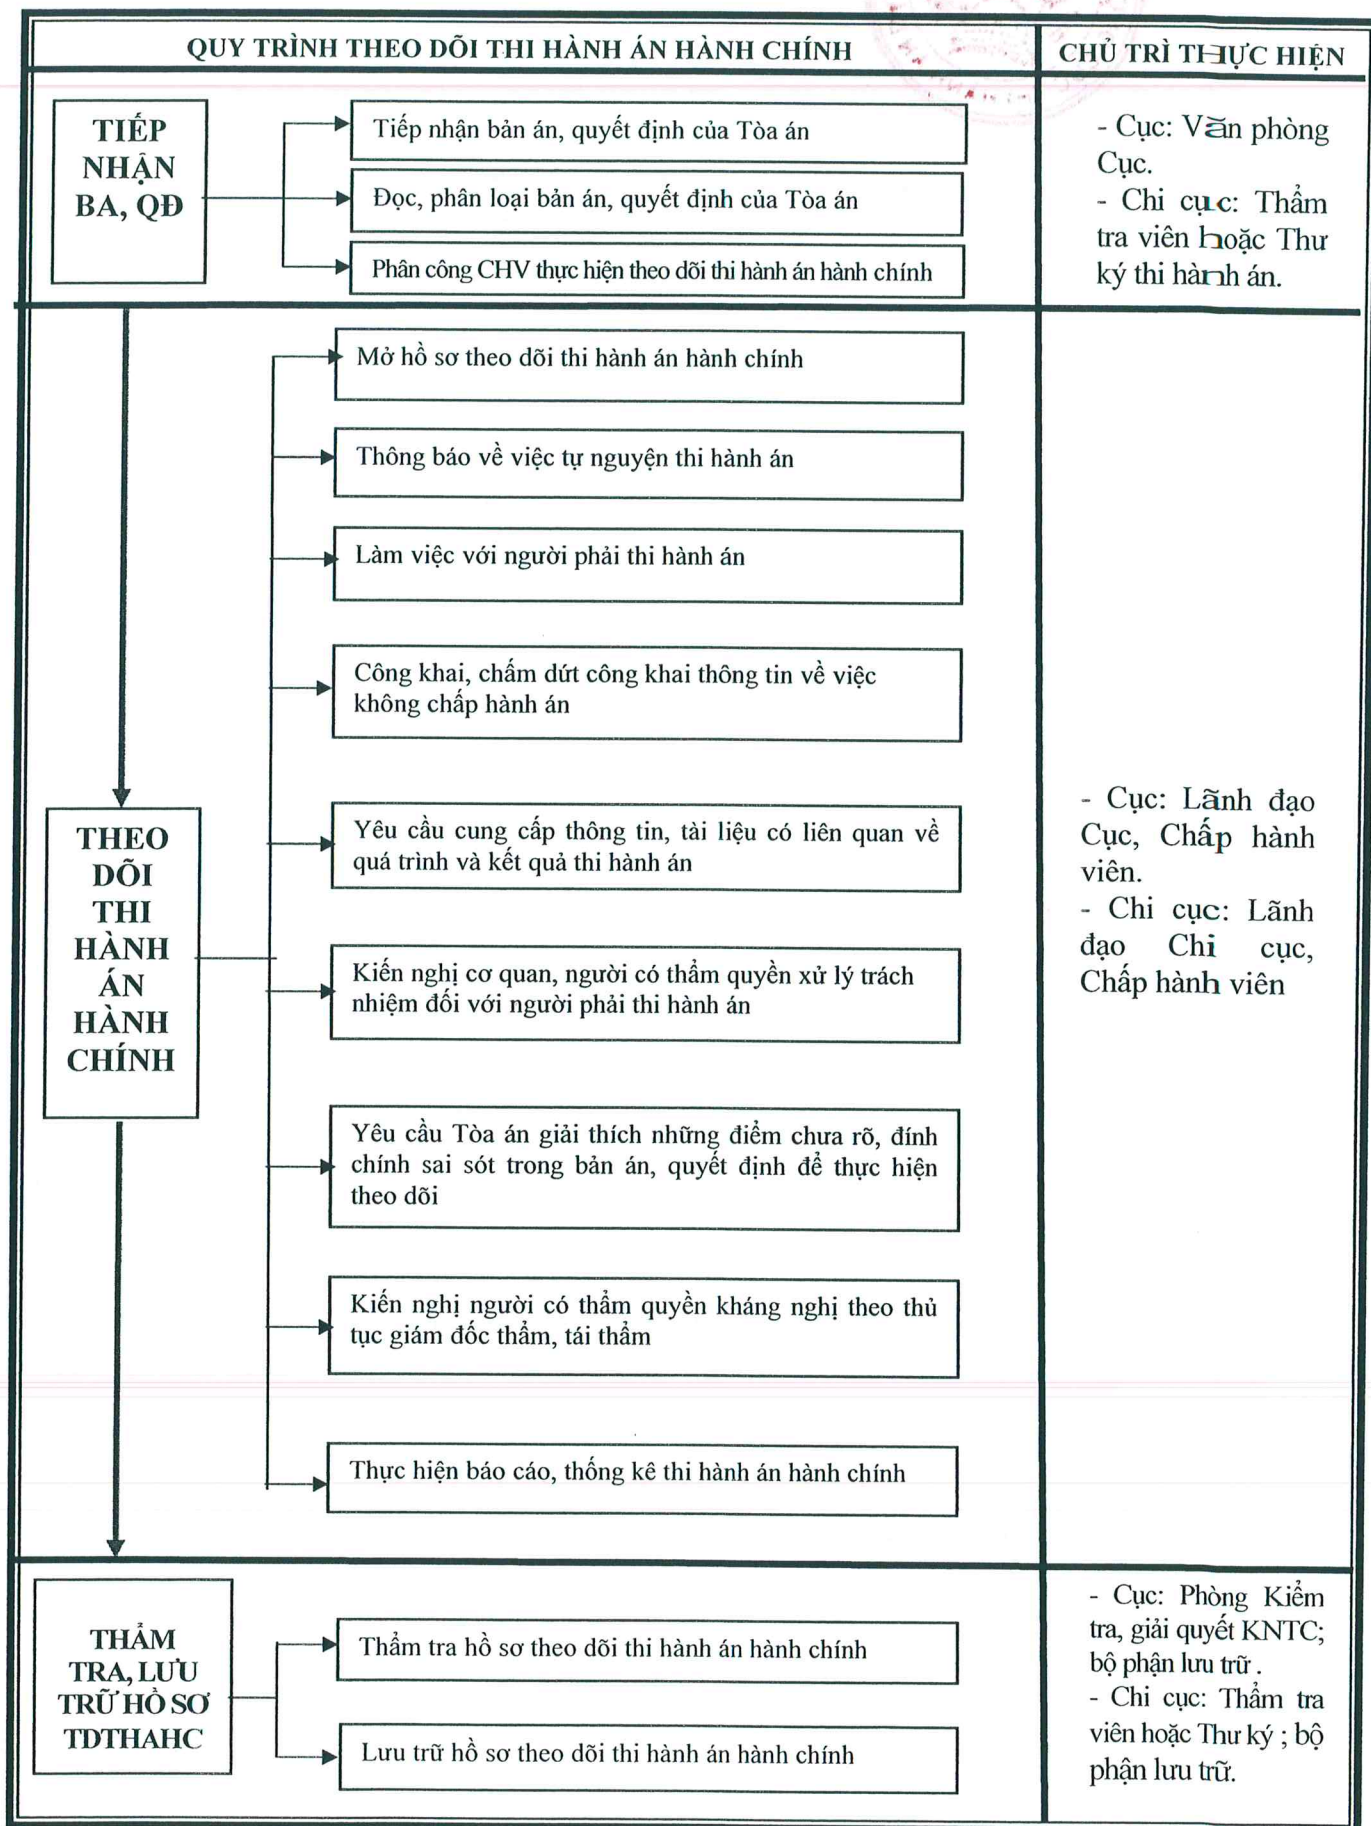 QUY TRÌNH THEO DÕI THI HÀNH ÁN HÀNH CHÍNH
CHỦ TRÌ THỰC HIỆN
TIẾP
NHẬN
BA, QĐ
Tiếp nhận bản án, quyết định của Tòa án
Đọc, phân loại bản án, quyết định của Tòa án
Phân công CHV thực hiện theo dõi thi hành án hành chính
- Cục: Văn phòng
Cục.
- Chi cục: Thẩm
tra viên hoặc Thư
ký thi hành án.
THEO
DÕI
THI
HÀNH
ÁN
HÀNH
CHÍNH
Mở hồ sơ theo dõi thi hành án hành chính
Thông báo về việc tự nguyện thi hành án
Làm việc với người phải thi hành án
Công khai, chấm dứt công khai thông tin về việc
không chấp hành án
Yêu cầu cung cấp thông tin, tài liệu có liên quan về
quá trình và kết quả thi hành án
Kiến nghị cơ quan, người có thẩm quyền xử lý trách
nhiệm đối với người phải thi hành án
Yêu cầu Tòa án giải thích những điểm chưa rõ, đính
chính sai sót trong bản án, quyết định để thực hiện
theo dõi
Kiến nghị người có thẩm quyền kháng nghị theo thủ
tục giám đốc thẩm, tái thẩm
Thực hiện báo cáo, thống kê thi hành án hành chính
- Cục: Lãnh đạo
Cục, Chấp hành
viên.
- Chi cục: Lãnh
đạo Chi cục,
Chấp hành viên
THẨM
TRA, LƯU
TRỮ HỒ SƠ
TDTHAHC
Thẩm tra hồ sơ theo dõi thi hành án hành chính
Lưu trữ hồ sơ theo dõi thi hành án hành chính
- Cục: Phòng Kiểm
tra, giải quyết KNTC;
bộ phận lưu trữ .
- Chi cục: Thẩm tra
viên hoặc Thư ký ; bộ
phận lưu trữ.